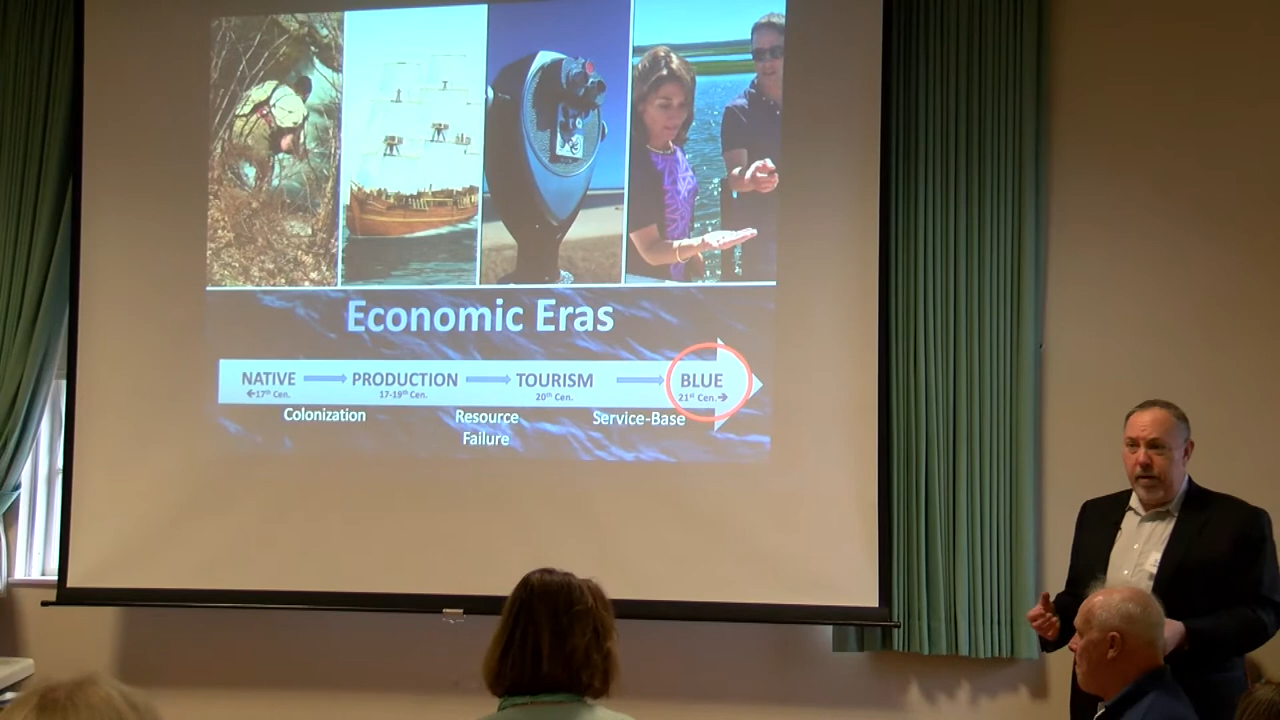 Economic Eras
NATIVE PRODUCTION TOURISM BLUE
←17th Cen. 17-19th Cen. 20th Cen. 21st Cen.→
Colonization Resource Service-Base
Failure